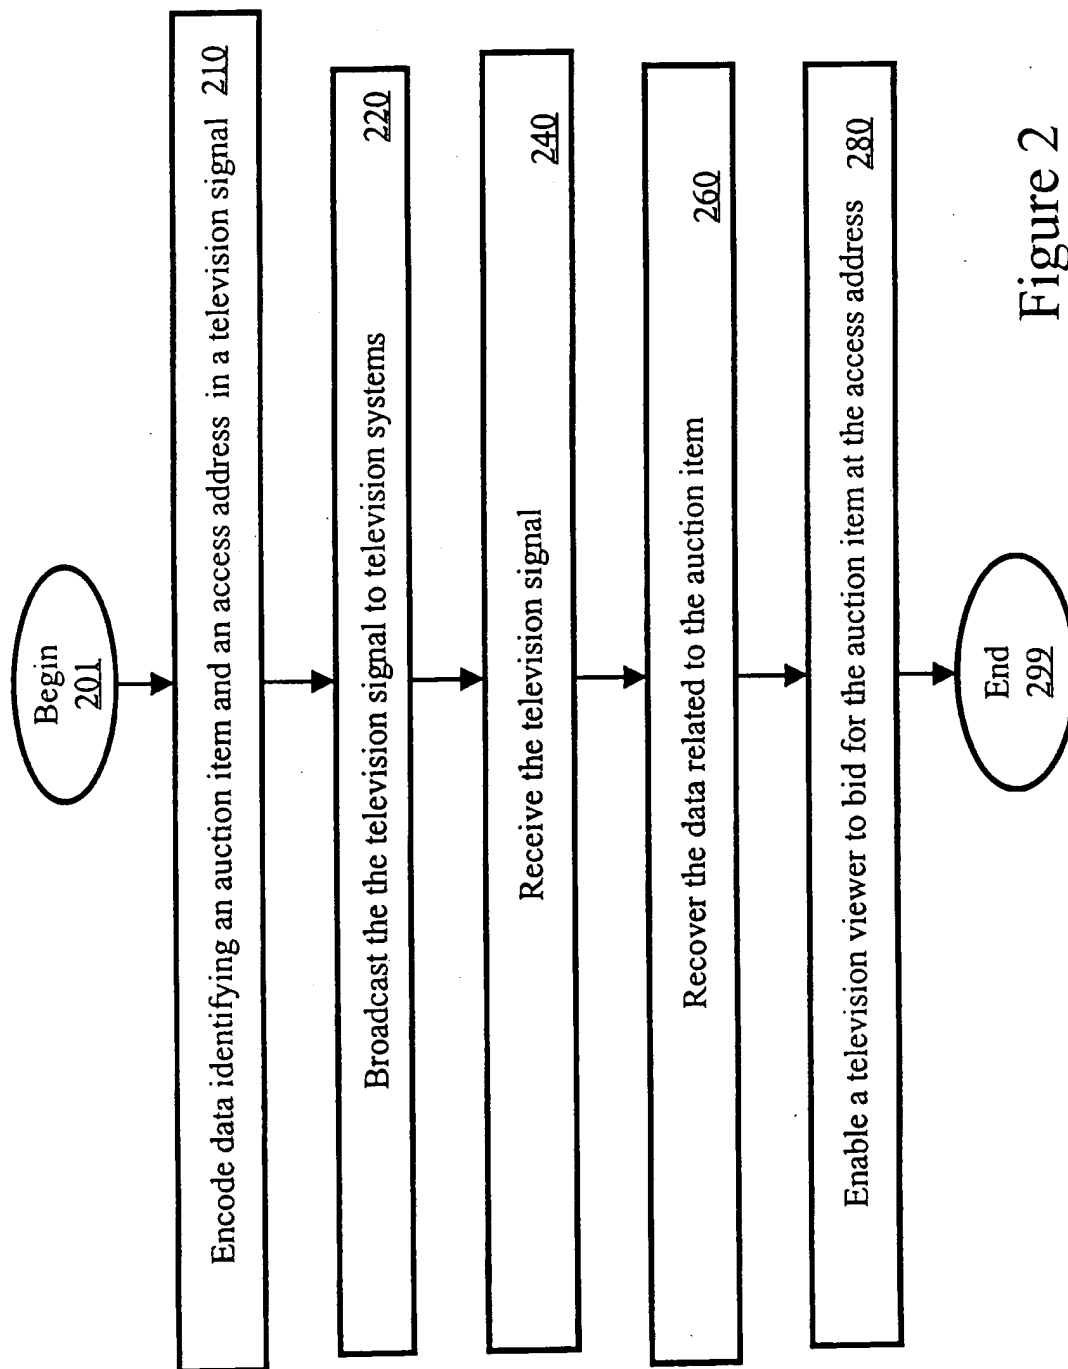 Begin
201
Encode data identifying an auction item and an access address in a television signal 210
Broadcast the the television signal to television systems 220
Receive the television signal 240
Recover the data related to the auction item 260
Enable a television viewer to bid for the auction item at the access address 280
End
299
Figure 2